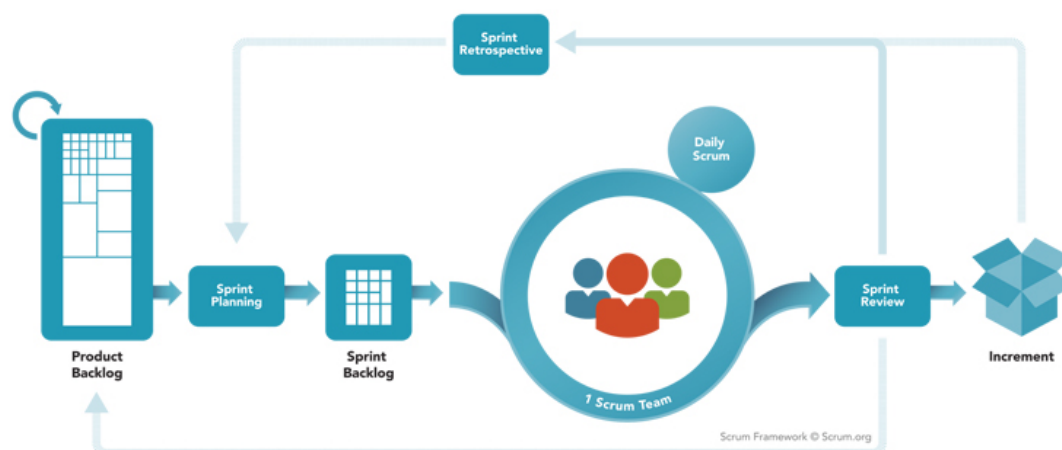 Sprint
Retrospective
Daily
Scrum
Sprint
Planning
Sprint
Review
Product
Backlog
Sprint
Backlog
Increment
1 Scrum Team
Scrum Framework © Scrum.org